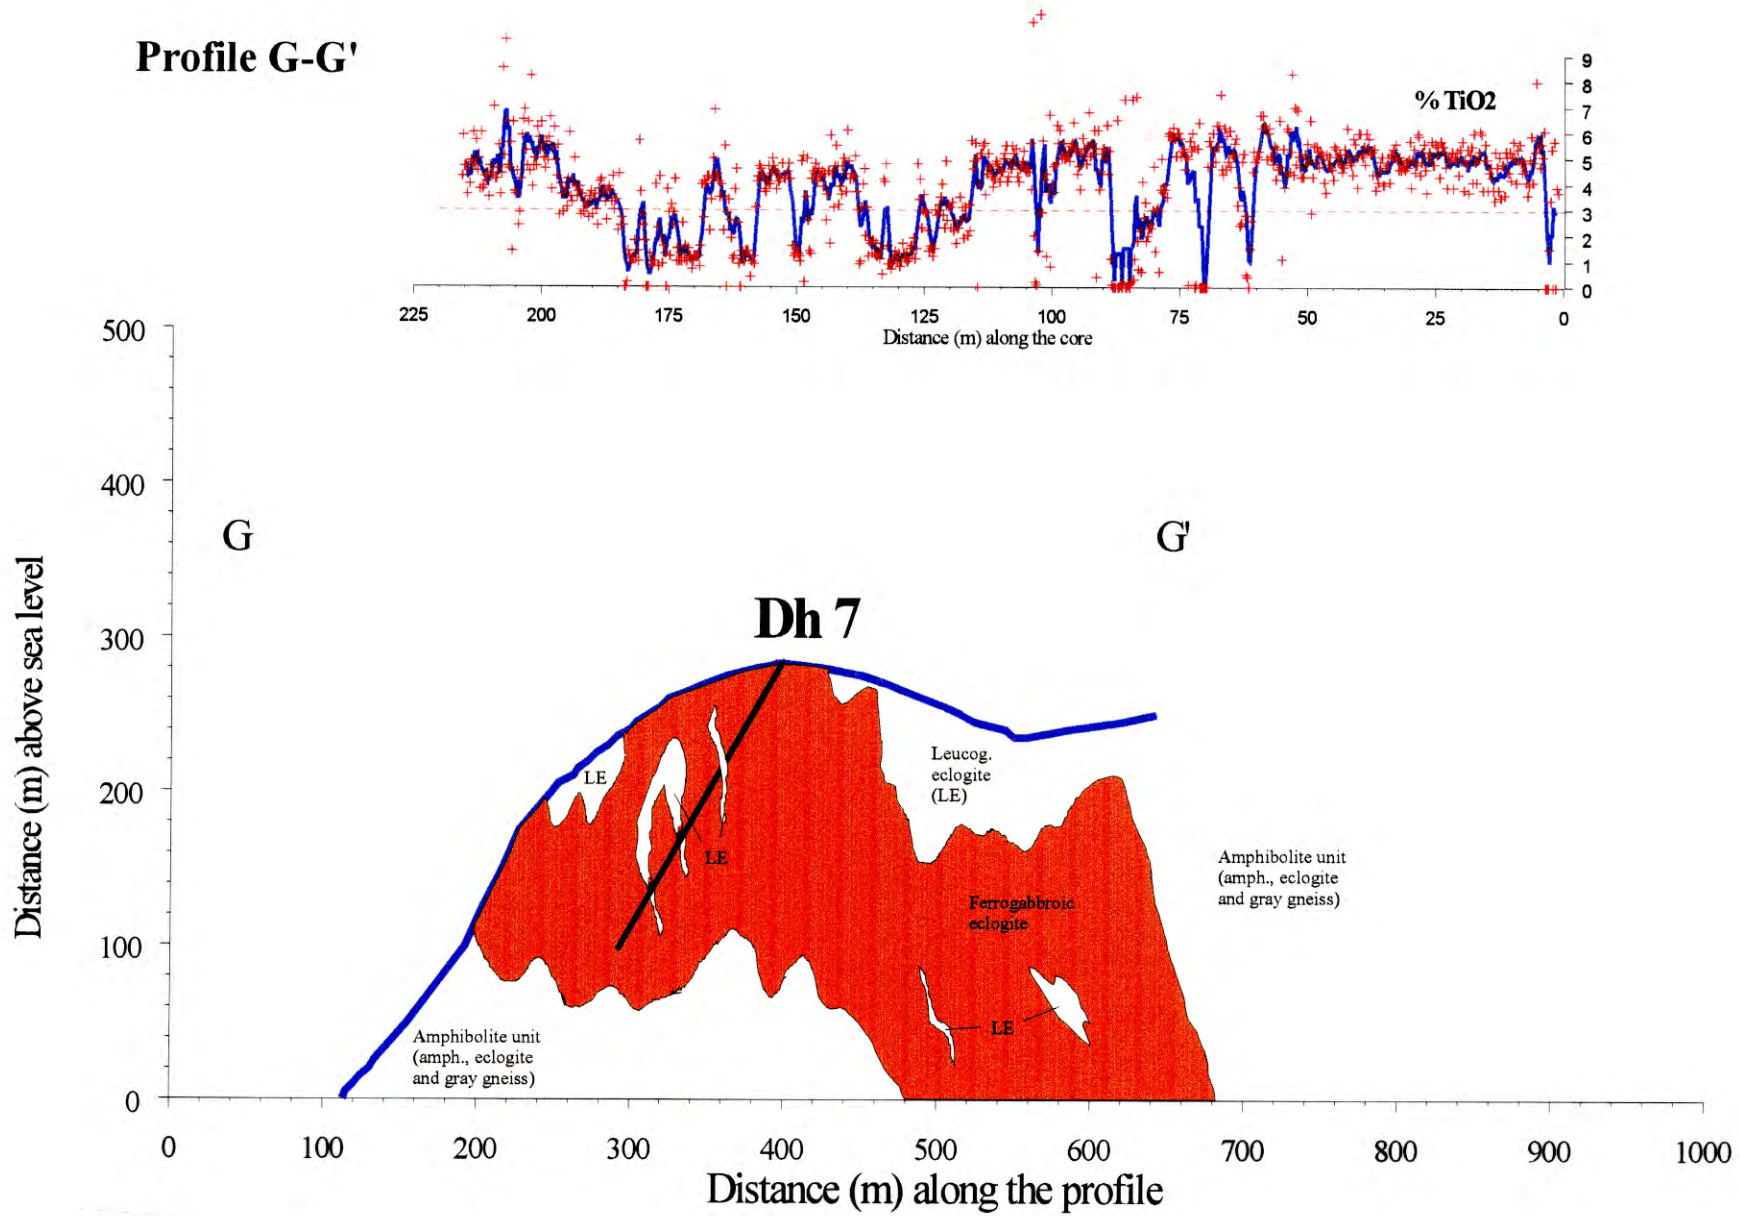 Profile G-G'
% TiO2
9
8
7
6
5
4
3
2
1
0
225 200 175 150 125 100 75 50 25 0
Distance (m) along the core
500
400
300
200
100
0
Distance (m) above sea level
G
G'
Dh 7
LE
Leucog.
eclogite
(LE)
LE
Amphibolite unit
(amph., eclogite
and gray gneiss)
Ferrogabbroic
eclogite
LE
Amphibolite unit
(amph., eclogite
and gray gneiss)
0 100 200 300 400 500 600 700 800 900 1000
Distance (m) along the profile